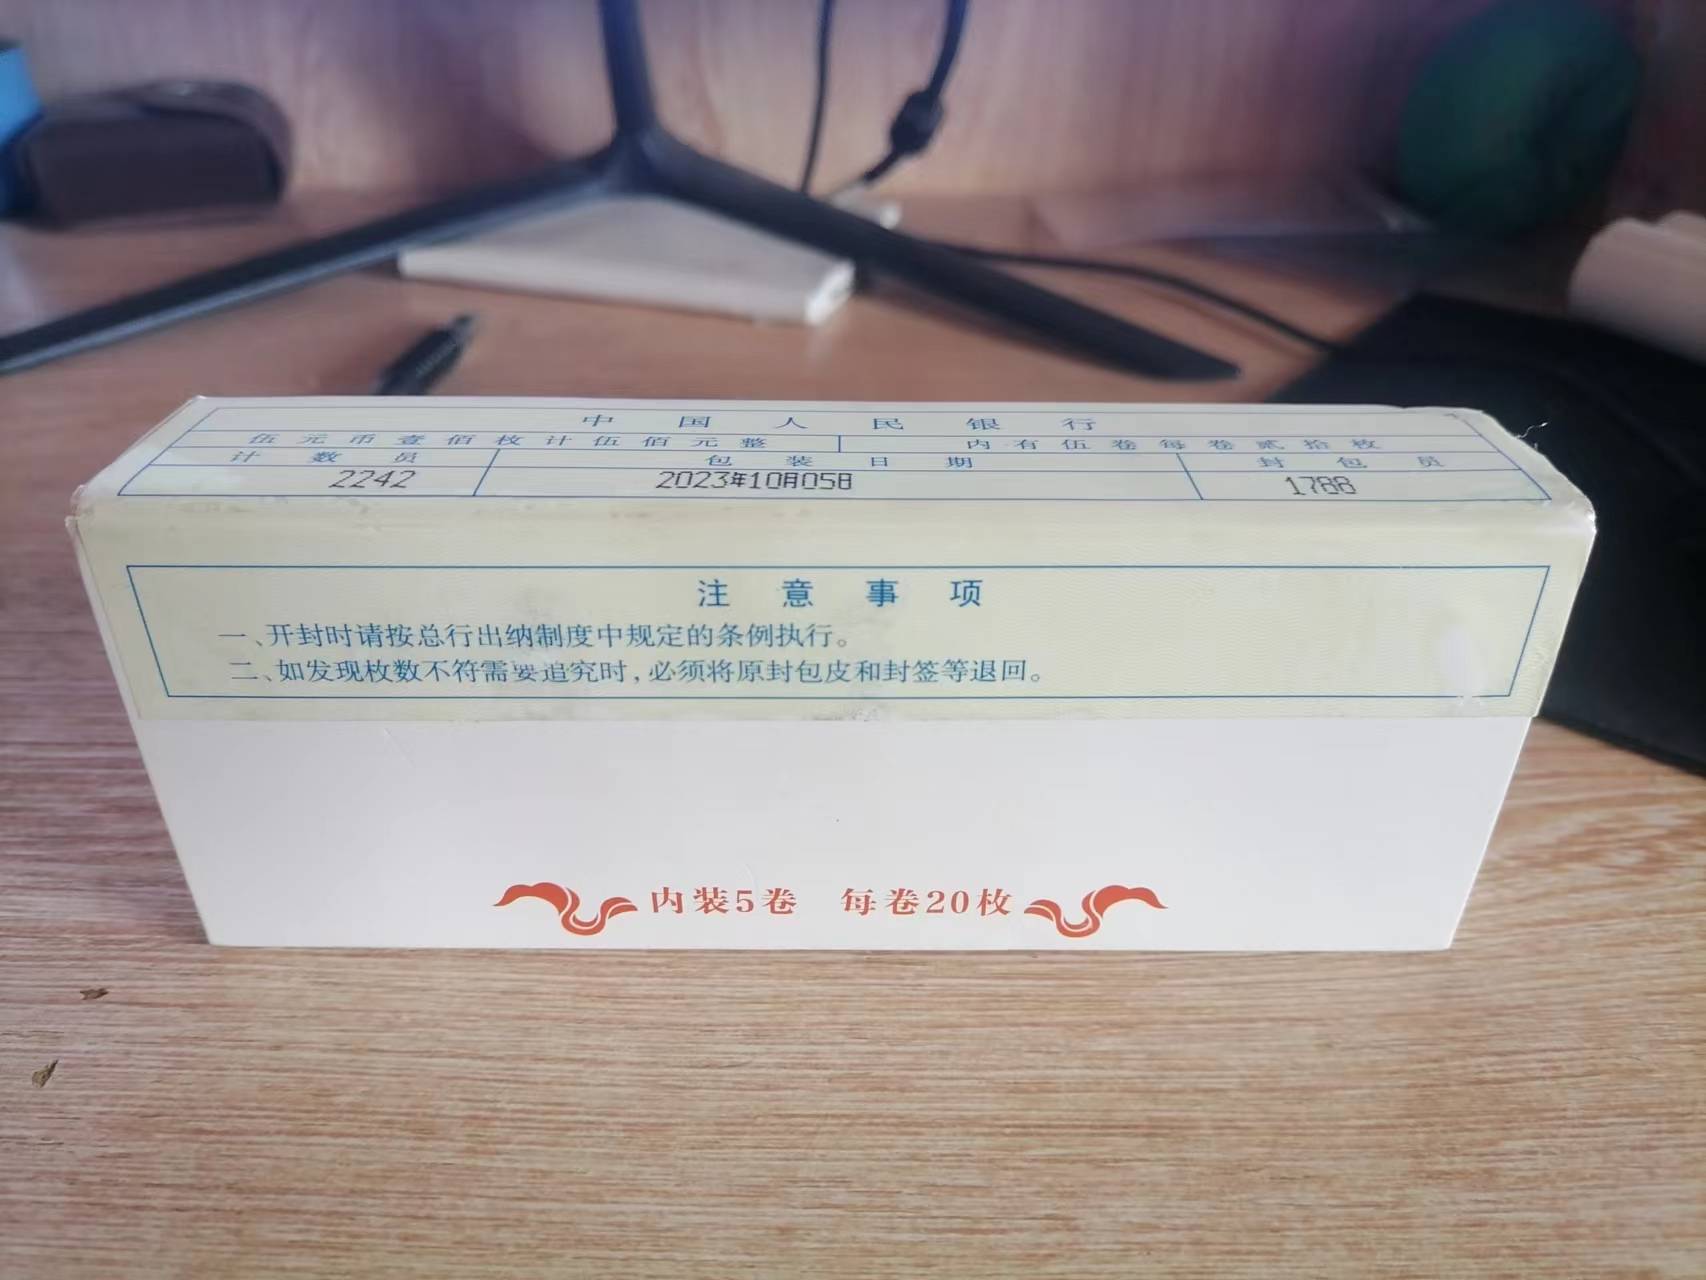 中国人民银行
伍元币壹佰枚计伍佰元整 内有伍卷每卷贰拾枚
计数员 包装日期 封包员
2242 2023年10月05日 1788
注意事项
一、开封时请按总行出纳制度中规定的条例执行。
二、如发现枚数不符需要追究时,必须将原封包皮和封签等退回。
内装5卷 每卷20枚